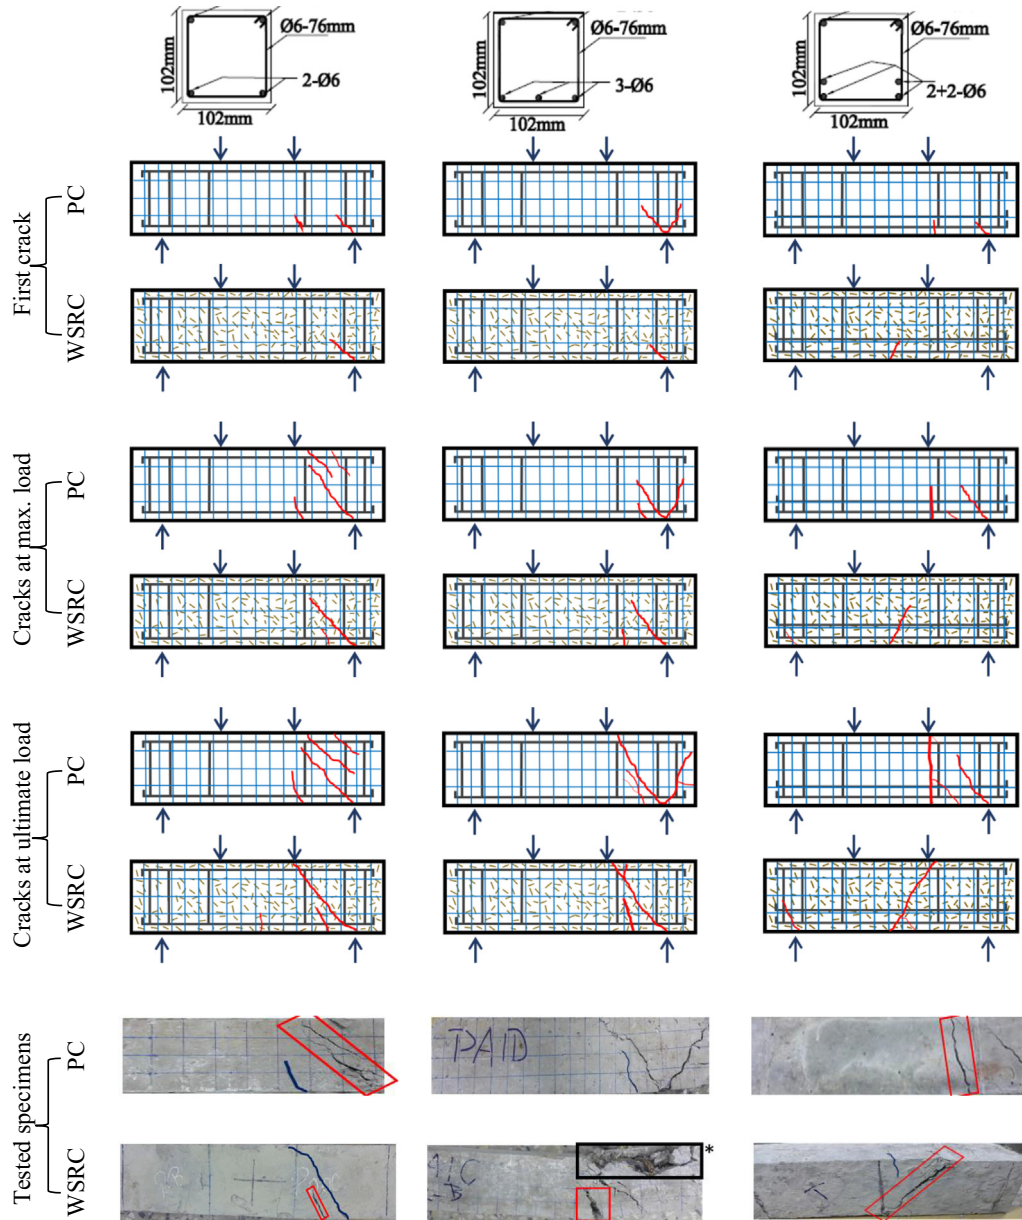 102mm
Ø6-76mm
2-Ø6
102mm
102mm
Ø6-76mm
3-Ø6
102mm
102mm
Ø6-76mm
2+2-Ø6
102mm
First crack
PC
WSRC
Cracks at max. load
PC
WSRC
Cracks at ultimate load
PC
WSRC
Tested specimens
PC
WSRC
PAID
*